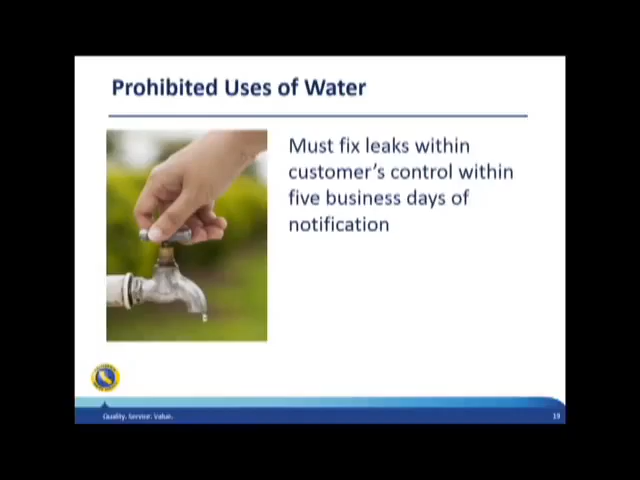 Prohibited Uses of Water
Must fix leaks within
customer's control within
five business days of
notification
Quality. Service. Value.
19